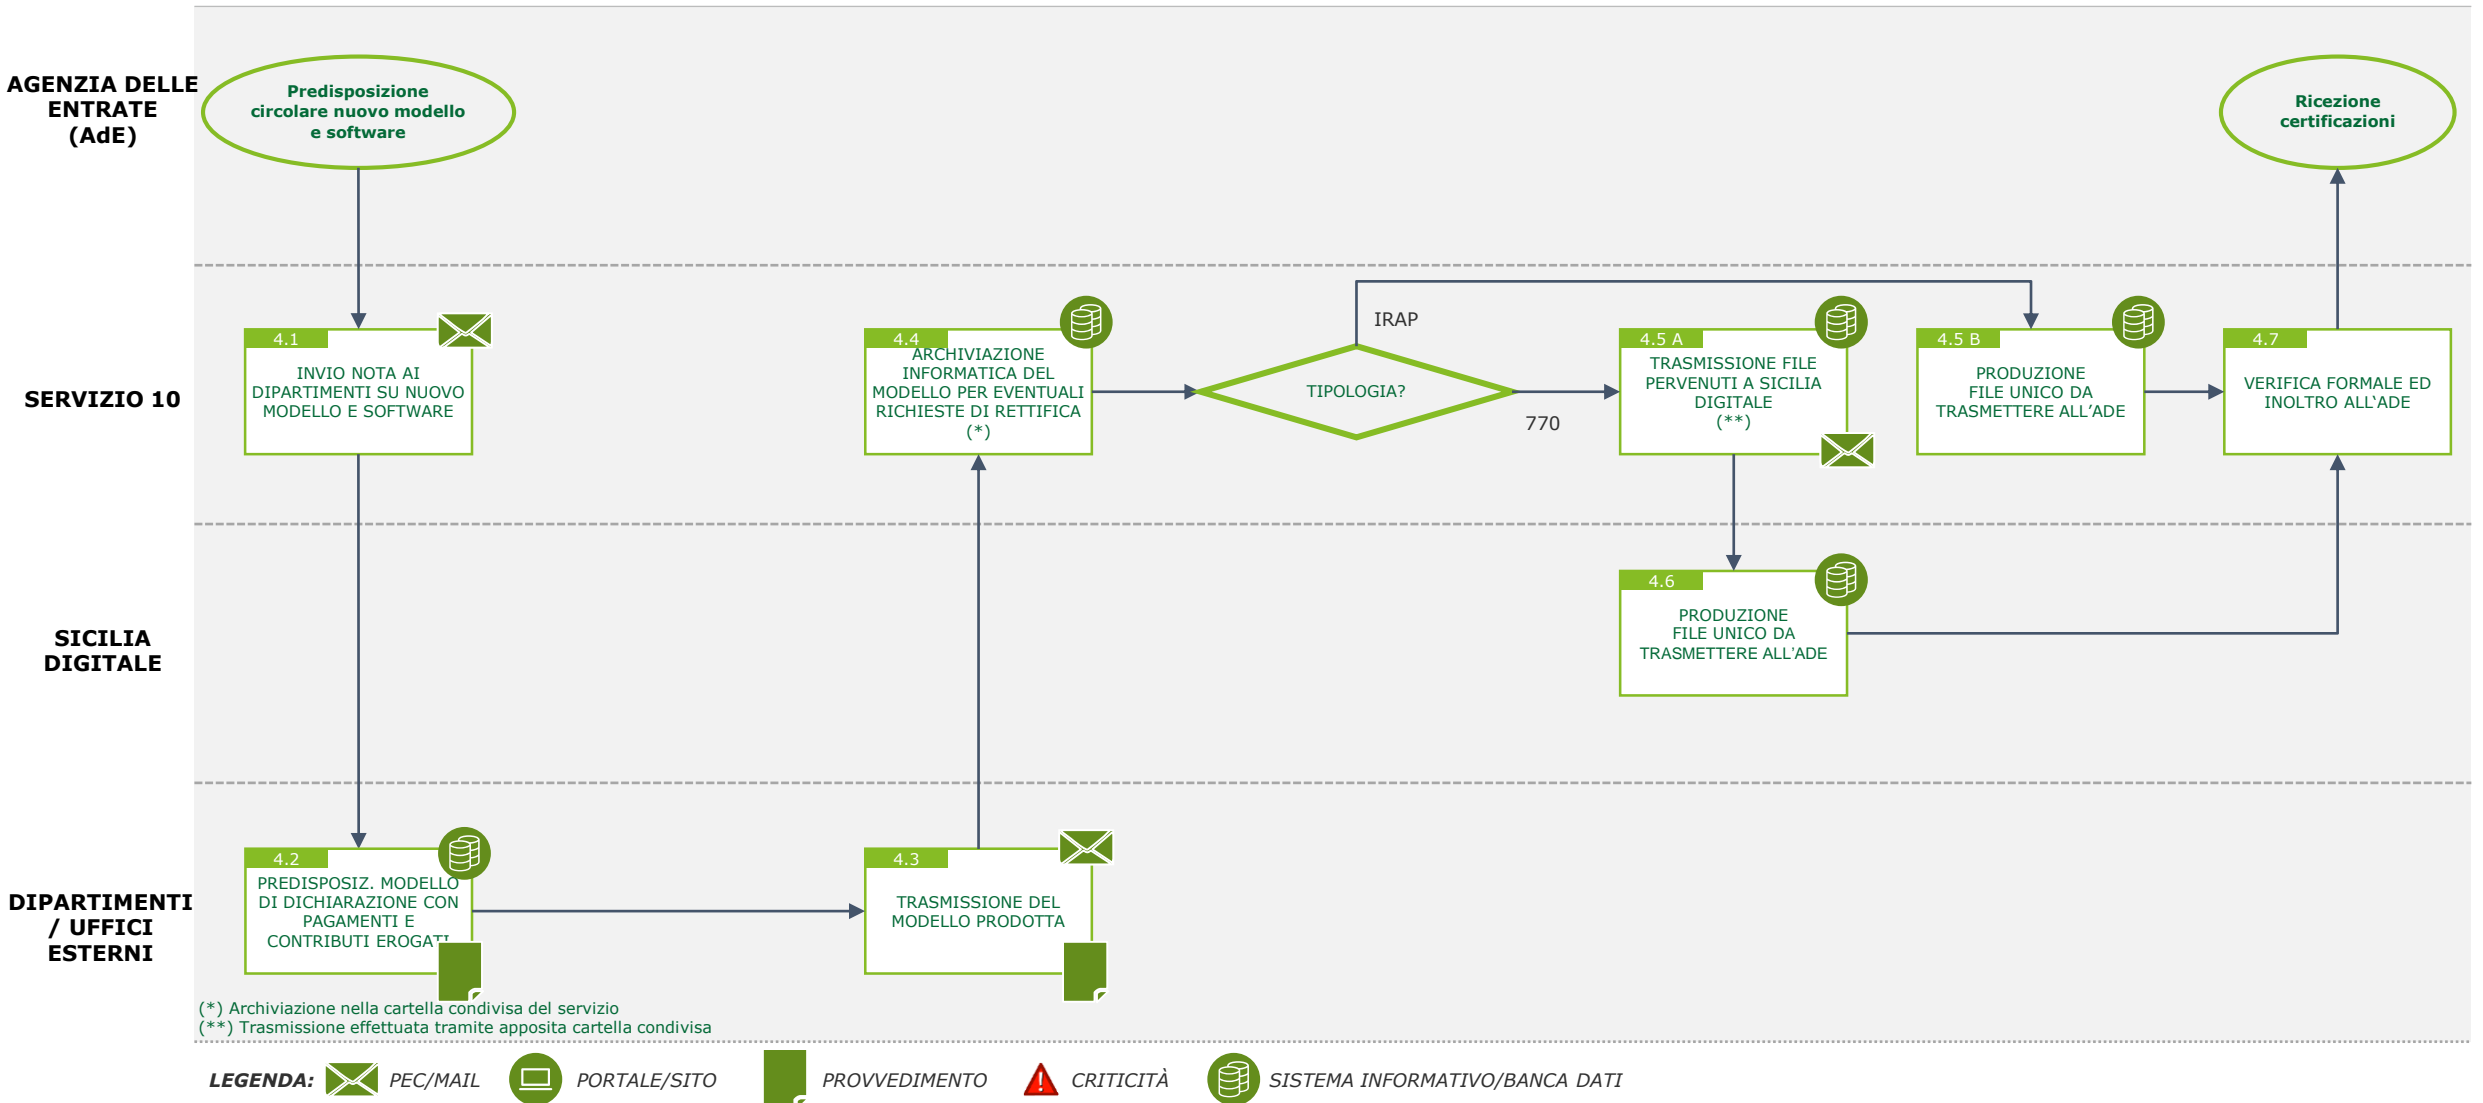 AGENZIA DELLE
ENTRATE
(AdE)
Predisposizione
circolare nuovo modello
e software
Ricezione
certificazioni
SERVIZIO 10
4.1
INVIO NOTA AI
DIPARTIMENTI SU NUOVO
MODELLO E SOFTWARE
4.4
ARCHIVIAZIONE
INFORMATICA DEL
MODELLO PER EVENTUALI
RICHIESTE DI RETTIFICA
(*)
TIPOLOGIA?
IRAP
770
4.5 A
TRASMISSIONE FILE
PERVENUTI A SICILIA
DIGITALE
(**)
4.5 B
PRODUZIONE
FILE UNICO DA
TRASMETTERE ALL’ADE
4.7
VERIFICA FORMALE ED
INOLTRO ALL‘ADE
SICILIA
DIGITALE
4.6
PRODUZIONE
FILE UNICO DA
TRASMETTERE ALL’ADE
DIPARTIMENTI
/ UFFICI
ESTERNI
4.2
PREDISPOSIZ. MODELLO
DI DICHIARAZIONE CON
PAGAMENTI E
CONTRIBUTI EROGATI
4.3
TRASMISSIONE DEL
MODELLO PRODOTTA
(*) Archiviazione nella cartella condivisa del servizio
(**) Trasmissione effettuata tramite apposita cartella condivisa
LEGENDA: PEC/MAIL PORTALE/SITO PROVVEDIMENTO CRITICITÀ SISTEMA INFORMATIVO/BANCA DATI